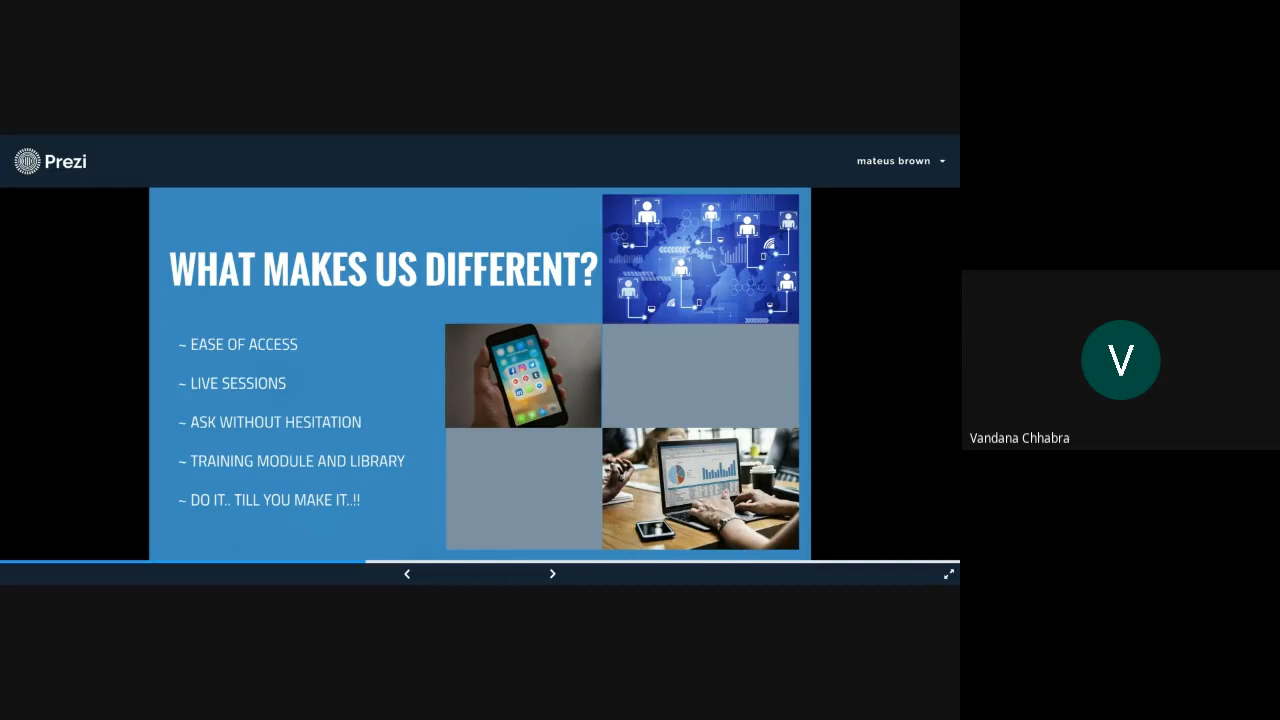 Prezi
mateus brown
WHAT MAKES US DIFFERENT?
~ EASE OF ACCESS
~ LIVE SESSIONS
~ ASK WITHOUT HESITATION
~ TRAINING MODULE AND LIBRARY
~ DO IT.. TILL YOU MAKE IT..!!
V
Vandana Chhabra